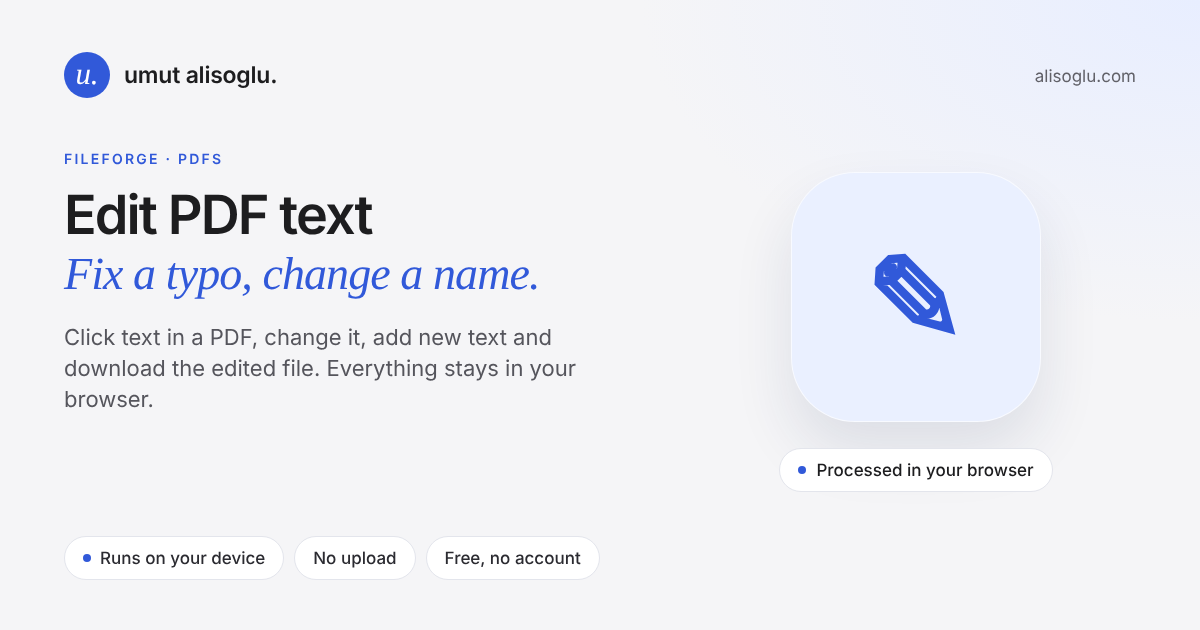 u.
umut alisoglu.
alisoglu.com
FILEFORGE · PDFS
Edit PDF text
Fix a typo, change a name.
Click text in a PDF, change it, add new text and
download the edited file. Everything stays in your
browser.
Processed in your browser
Runs on your device
No upload
Free, no account